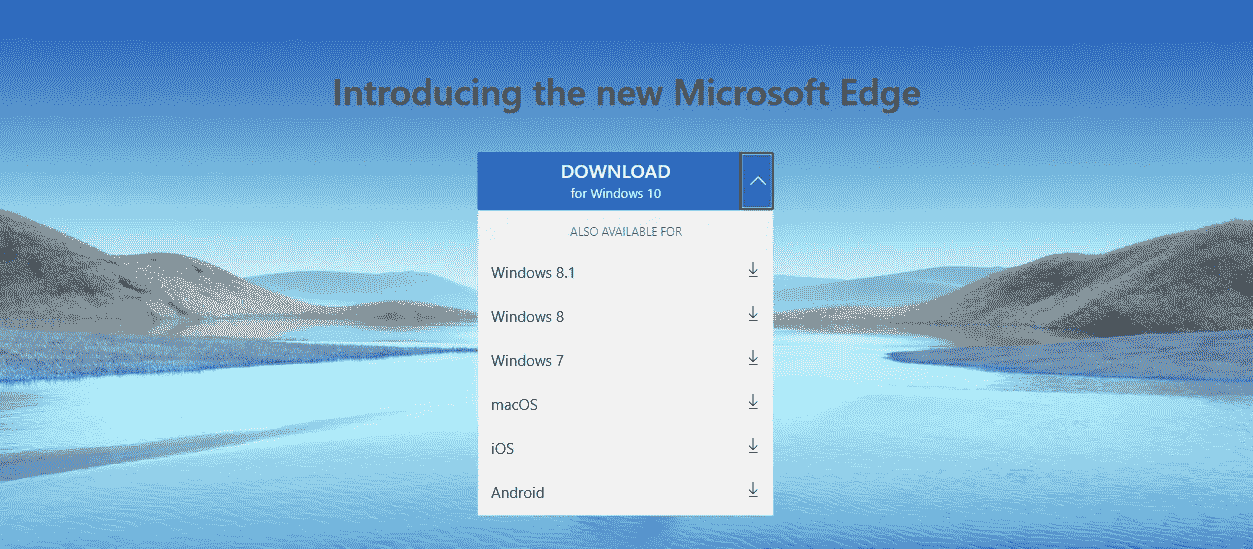 Introducing the new Microsoft Edge
DOWNLOAD
for Windows 10
ALSO AVAILABLE FOR
Windows 8.1
Windows 8
Windows 7
macOS
iOS
Android